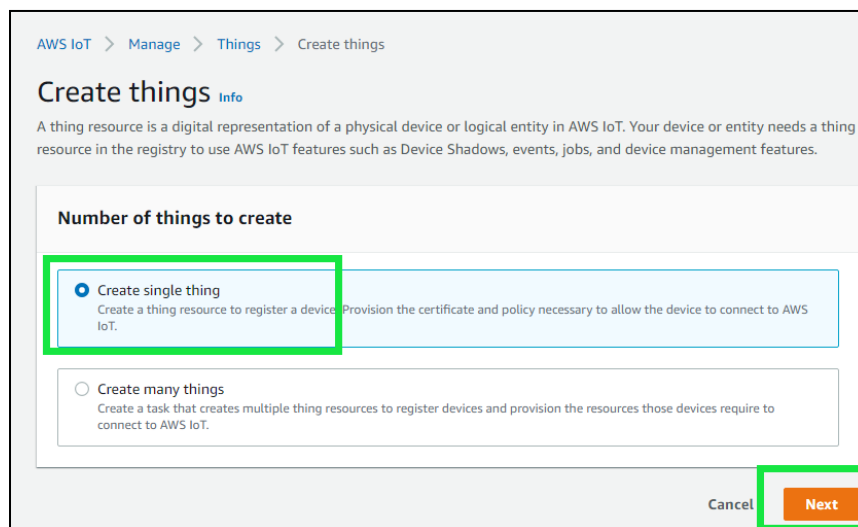 AWS IoT > Manage > Things > Create things
Create things Info
A thing resource is a digital representation of a physical device or logical entity in AWS IoT. Your device or entity needs a thing
resource in the registry to use AWS IoT features such as Device Shadows, events, jobs, and device management features.
Number of things to create
Create single thing
Create a thing resource to register a device. Provision the certificate and policy necessary to allow the device to connect to AWS
IoT.
Create many things
Create a task that creates multiple thing resources to register devices and provision the resources those devices require to
connect to AWS IoT.
Cancel Next